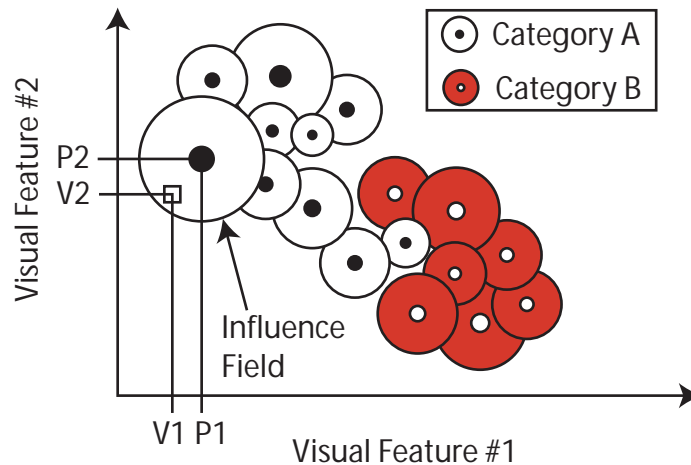 Category A
Category B
Visual Feature #2
P2
V2
Influence
Field
V1 P1
Visual Feature #1